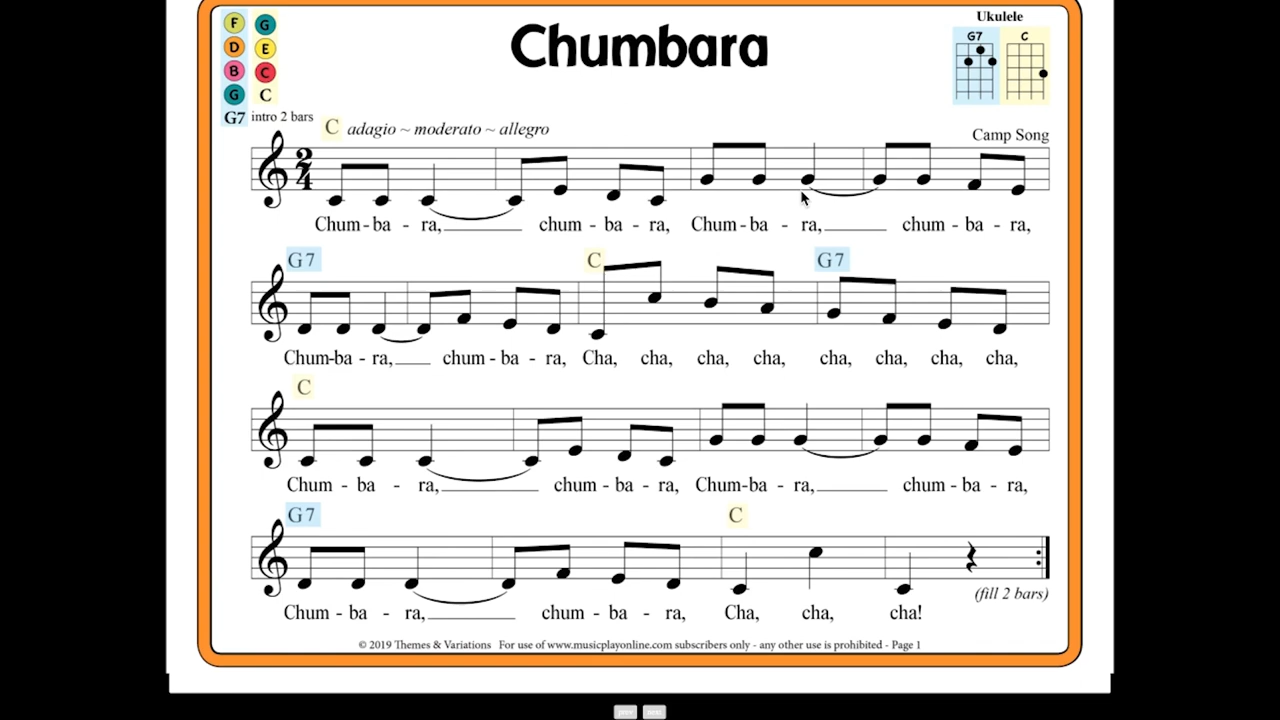 Chumbara
Ukulele
F G
D E
B C
G C
G7
G7 C
intro 2 bars
C adagio ~ moderato ~ allegro
Camp Song
2
4
Chum - ba - ra, chum - ba - ra, Chum - ba - ra, chum - ba - ra,
G7 C G7
Chum-ba - ra, chum - ba - ra, Cha, cha, cha, cha, cha, cha, cha, cha,
C
Chum - ba - ra, chum - ba - ra, Chum-ba - ra, chum - ba - ra,
G7 C
(fill 2 bars)
Chum - ba - ra, chum - ba - ra, Cha, cha, cha!
© 2019 Themes & Variations For use of www.musicplayonline.com subscribers only - any other use is prohibited - Page 1
prev next